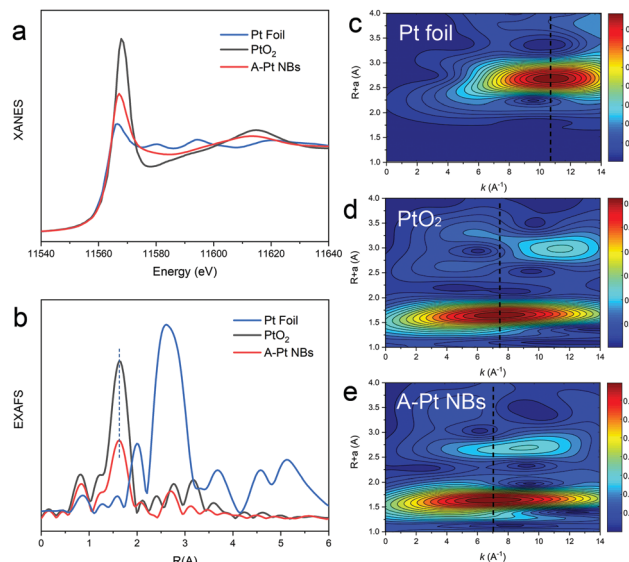 a
XANES
Pt Foil
PtO₂
A-Pt NBs
11540 11560 11580 11600 11620 11640
Energy (eV)
b
EXAFS
Pt Foil
PtO₂
A-Pt NBs
0 1 2 3 4 5 6
R(A)
c
Pt foil
R+a (A)
4.0
3.5
3.0
2.5
2.0
1.5
1.0
0 2 4 6 8 10 12 14
k (A⁻¹)
d
PtO₂
R+a (A)
4.0
3.5
3.0
2.5
2.0
1.5
1.0
0 2 4 6 8 10 12 14
k (A⁻¹)
e
A-Pt NBs
R+a (A)
4.0
3.5
3.0
2.5
2.0
1.5
1.0
0 2 4 6 8 10 12 14
k (A⁻¹)